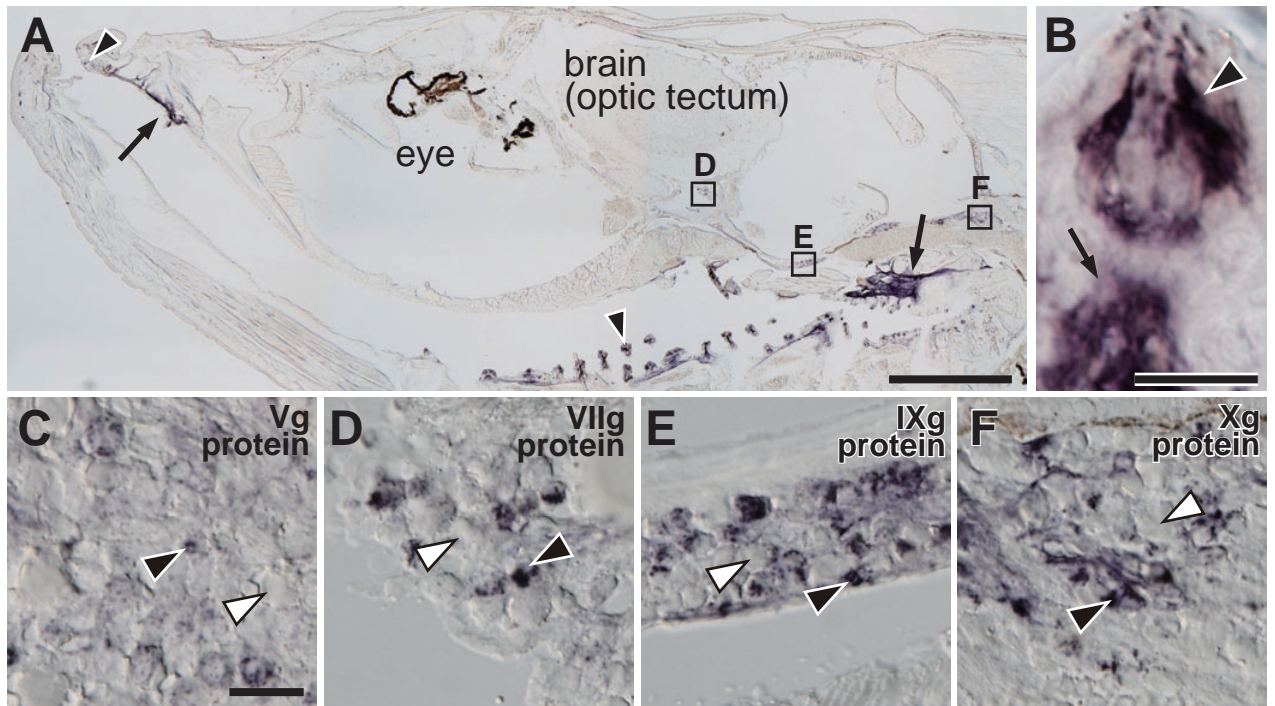 A
brain
(optic tectum)
eye
D
E
F
B
C
Vg
protein
D
VIIg
protein
E
IXg
protein
F
Xg
protein